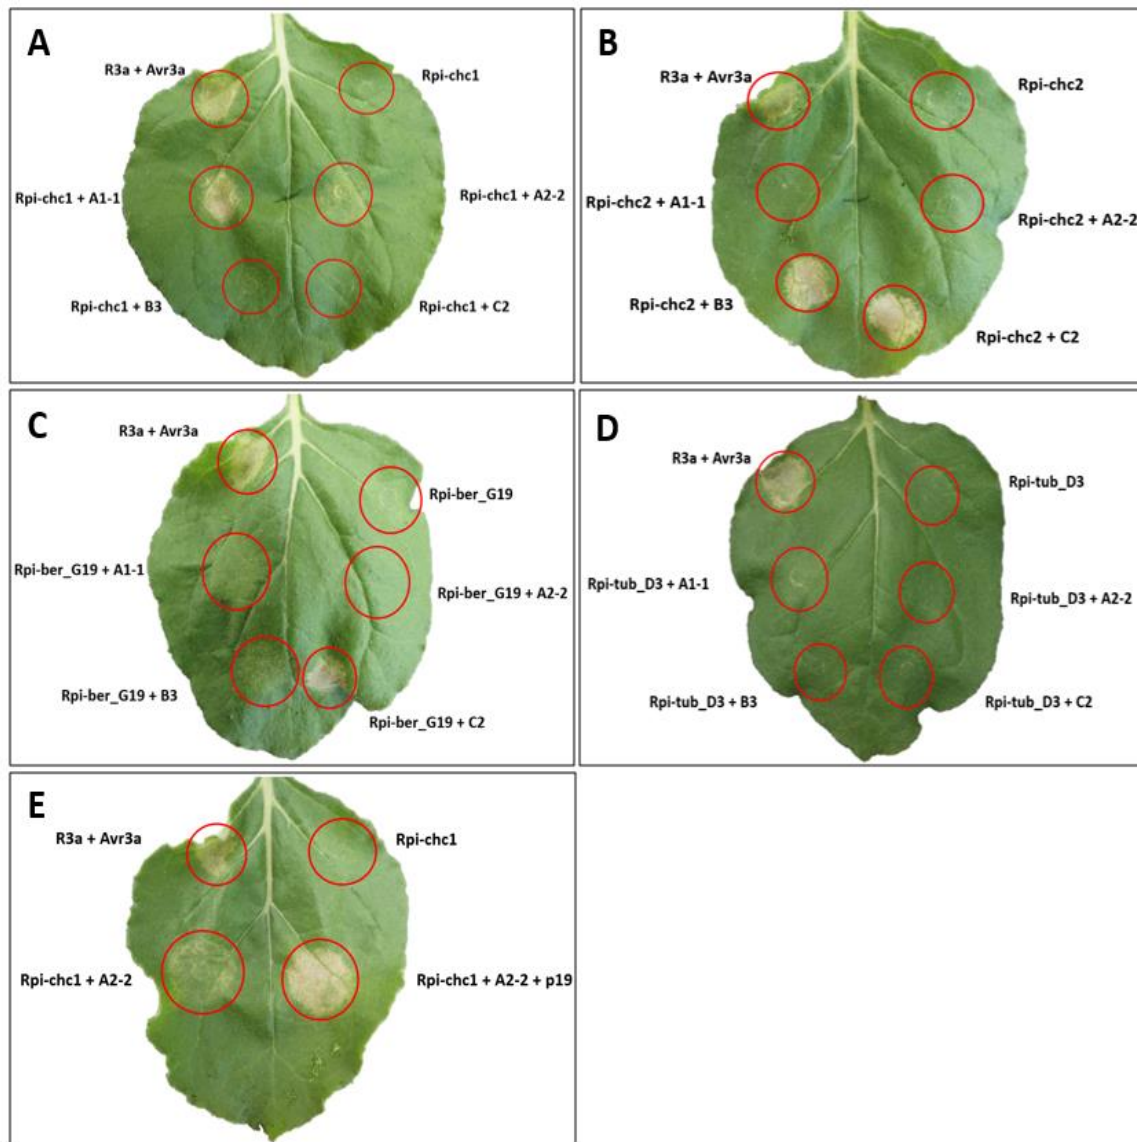 A
R3a + Avr3a
Rpi-chc1
Rpi-chc1 + A1-1
Rpi-chc1 + A2-2
Rpi-chc1 + B3
Rpi-chc1 + C2
B
R3a + Avr3a
Rpi-chc2
Rpi-chc2 + A1-1
Rpi-chc2 + A2-2
Rpi-chc2 + B3
Rpi-chc2 + C2
C
R3a + Avr3a
Rpi-ber_G19
Rpi-ber_G19 + A1-1
Rpi-ber_G19 + A2-2
Rpi-ber_G19 + B3
Rpi-ber_G19 + C2
D
R3a + Avr3a
Rpi-tub_D3
Rpi-tub_D3 + A1-1
Rpi-tub_D3 + A2-2
Rpi-tub_D3 + B3
Rpi-tub_D3 + C2
E
R3a + Avr3a
Rpi-chc1
Rpi-chc1 + A2-2
Rpi-chc1 + A2-2 + p19